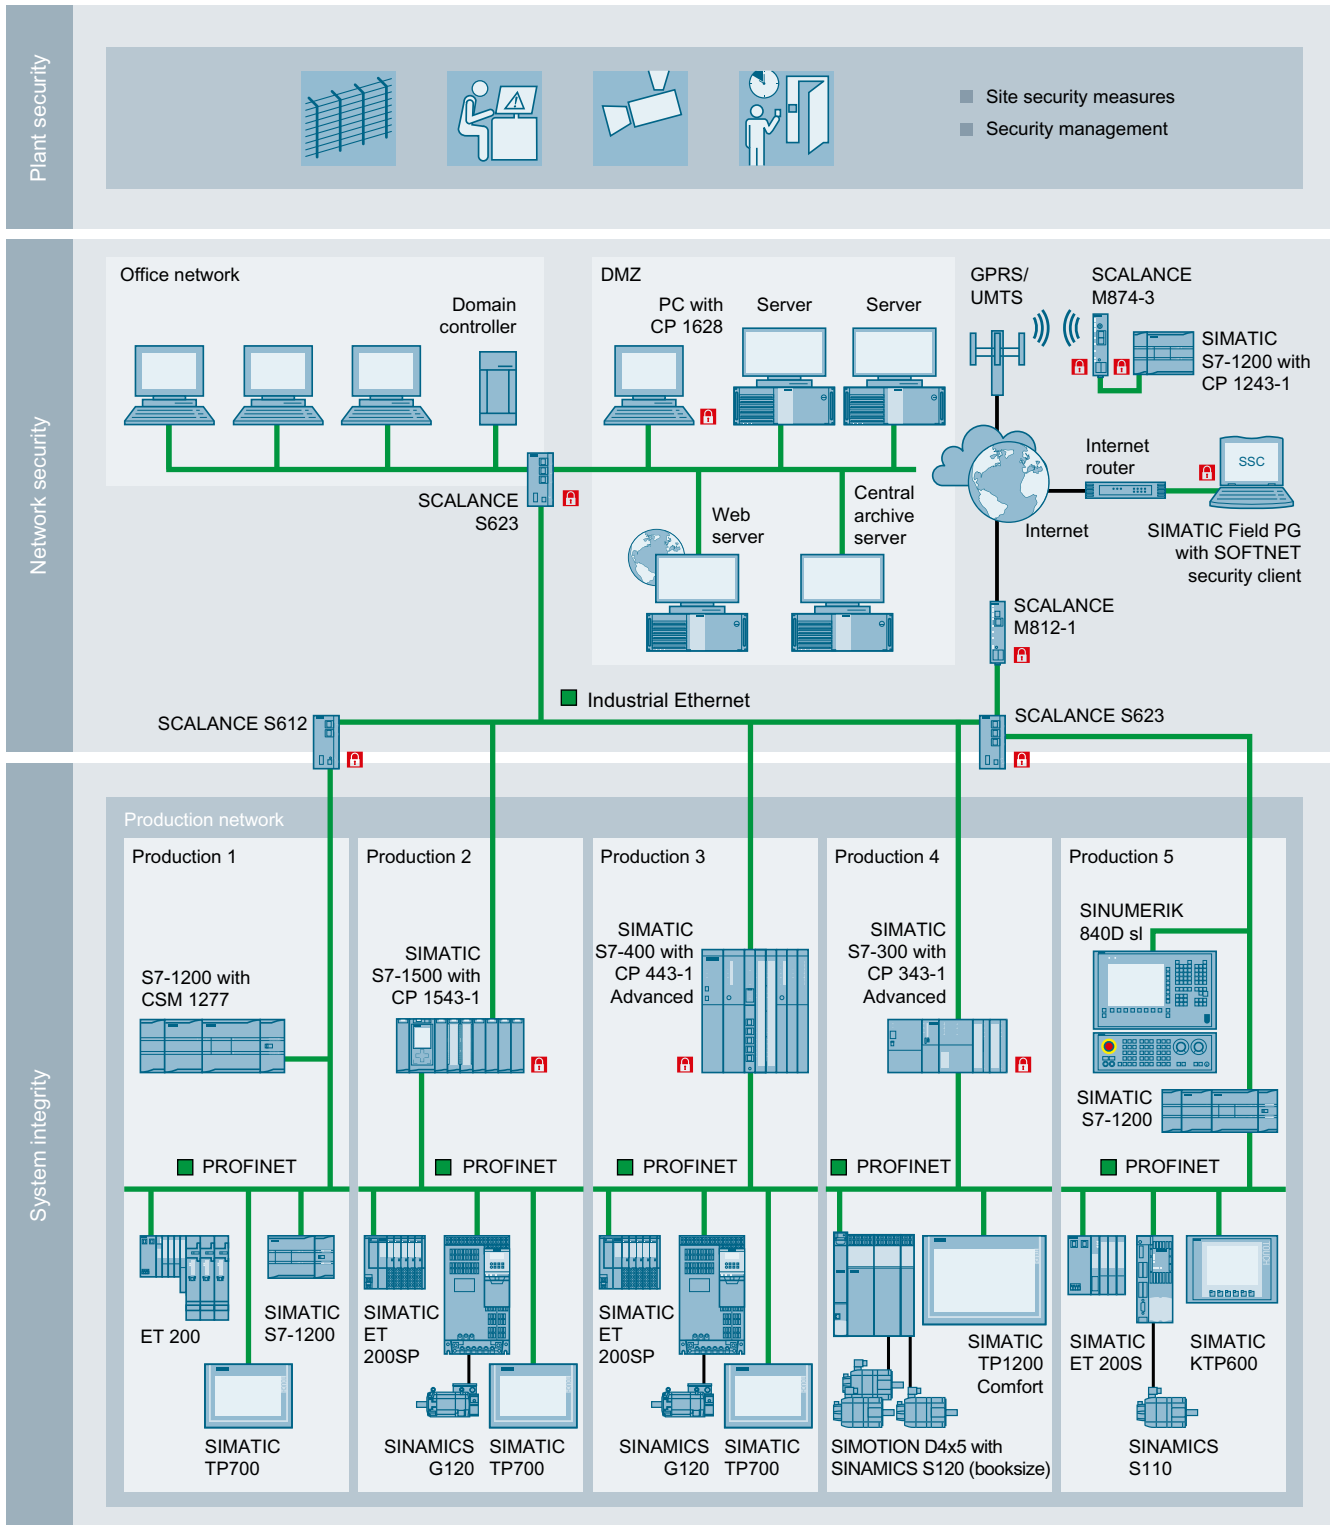 Plant security
Site security measures
Security management
Network security
Office network
Domain
controller
DMZ
PC with
CP 1628
Server
Server
GPRS/
UMTS
SCALANCE
M874-3
SIMATIC
S7-1200 with
CP 1243-1
SCALANCE
S623
Web
server
Central
archive
server
Internet
Internet
router
SSC
SIMATIC Field PG
with SOFTNET
security client
SCALANCE
M812-1
Industrial Ethernet
SCALANCE S612
SCALANCE S623
System integrity
Production network
Production 1
S7-1200 with
CSM 1277
PROFINET
ET 200
SIMATIC
S7-1200
SIMATIC
TP700
Production 2
SIMATIC
S7-1500 with
CP 1543-1
PROFINET
SIMATIC
ET
200SP
SINAMICS
G120
SIMATIC
TP700
Production 3
SIMATIC
S7-400 with
CP 443-1
Advanced
PROFINET
SIMATIC
ET
200SP
SINAMICS
G120
SIMATIC
TP700
Production 4
SIMATIC
S7-300 with
CP 343-1
Advanced
PROFINET
SIMATIC
TP1200
Comfort
SIMOTION D4x5 with
SINAMICS S120 (booksize)
Production 5
SINUMERIK
840D sl
SIMATIC
S7-1200
PROFINET
SIMATIC
ET 200S
SIMATIC
KTP600
SINAMICS
S110